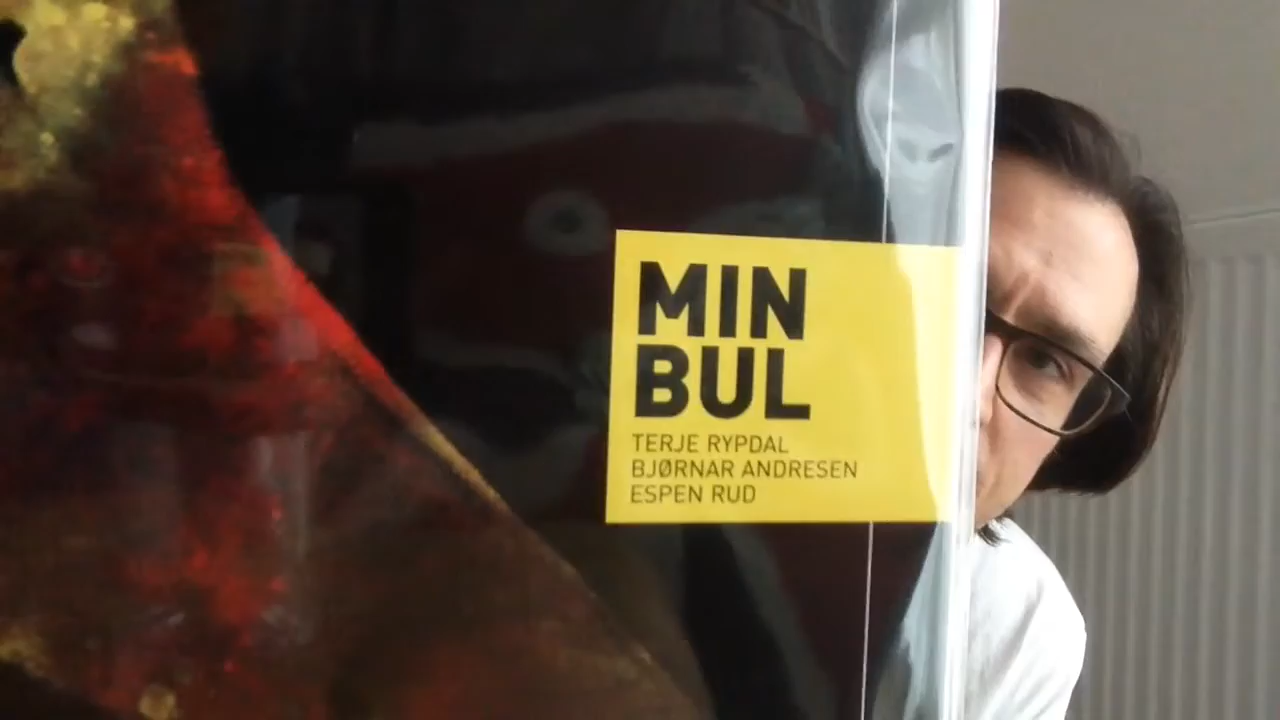 MIN
BUL
TERJE RYPDAL
BJØRNAR ANDRESEN
ESPEN RUD